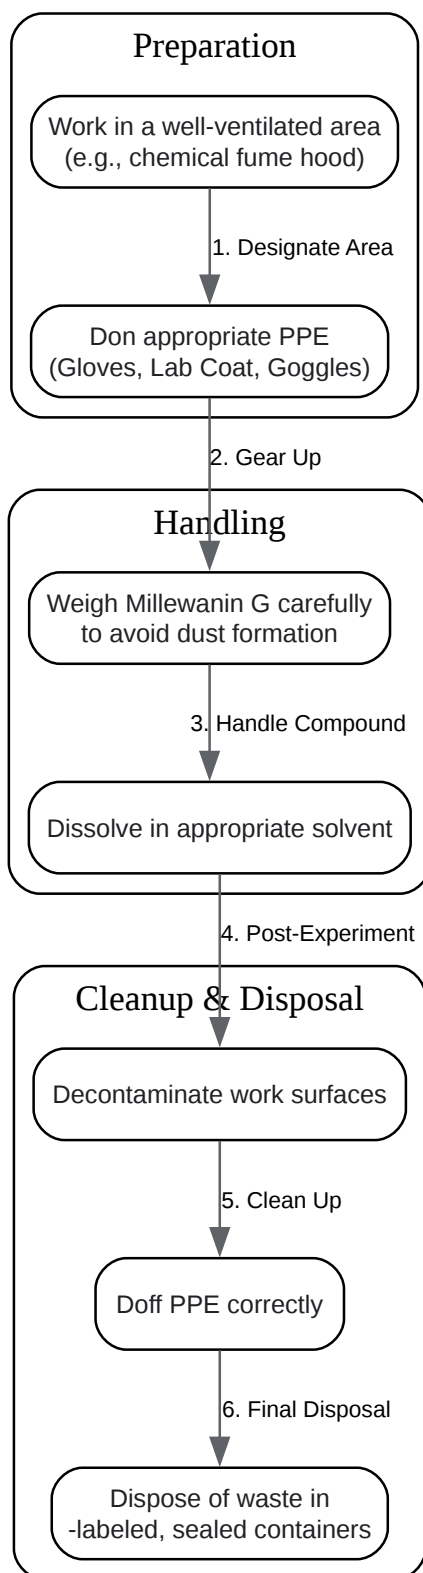 Preparation
Work in a well-ventilated area
(e.g., chemical fume hood)
1. Designate Area
Don appropriate PPE
(Gloves, Lab Coat, Goggles)
2. Gear Up
Handling
Weigh Millewanin G carefully
to avoid dust formation
3. Handle Compound
Dissolve in appropriate solvent
4. Post-Experiment
Cleanup & Disposal
Decontaminate work surfaces
5. Clean Up
Doff PPE correctly
6. Final Disposal
Dispose of waste in
-labeled, sealed containers